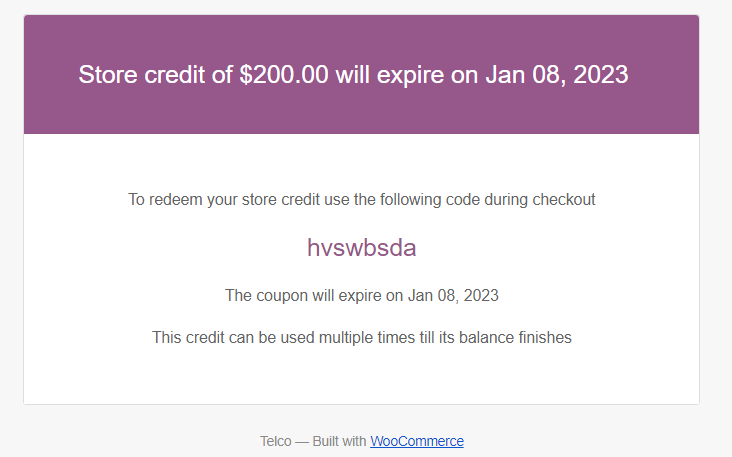 Store credit of $200.00 will expire on Jan 08, 2023
To redeem your store credit use the following code during checkout
hvswbsda
The coupon will expire on Jan 08, 2023
This credit can be used multiple times till its balance finishes
Telco — Built with WooCommerce